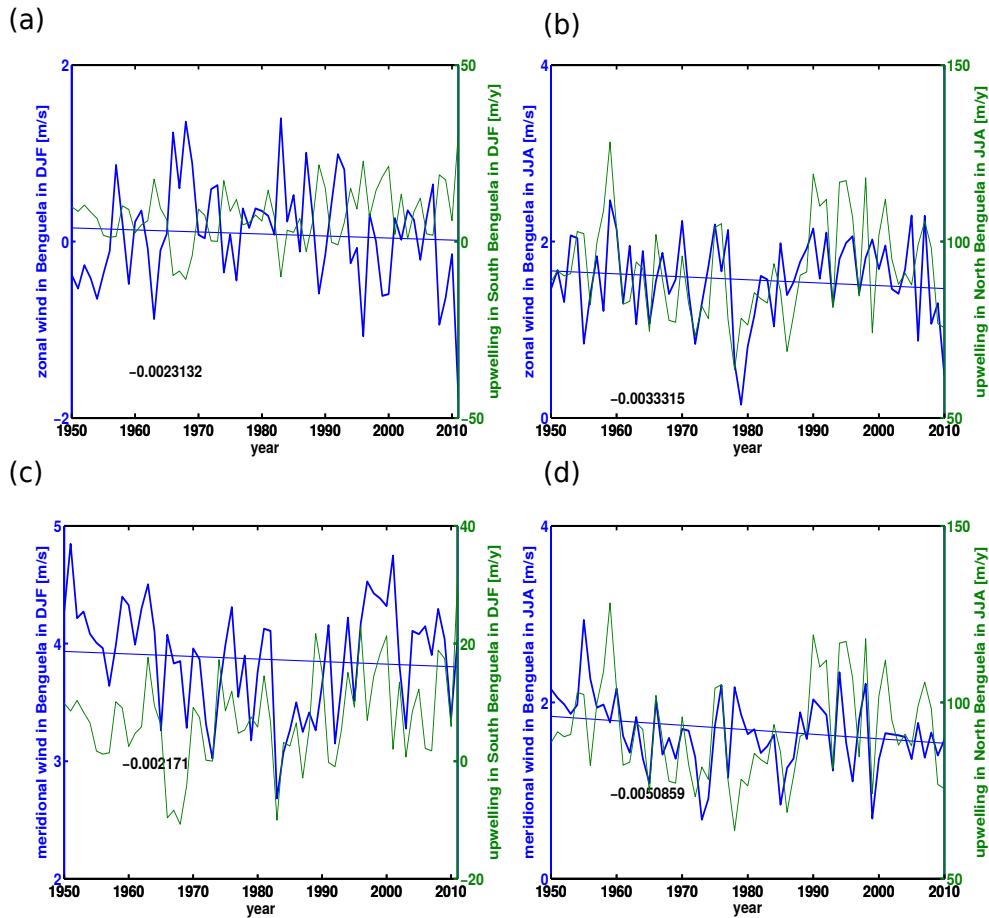 (a)
(b)
zonal wind in Benguela in DJF [m/s]
2
0
−2
50
0
−50
upwelling in South Benguela in DJF [m/y]
−0.0023132
1950 1960 1970 1980 1990 2000 2010
year
zonal wind in Benguela in JJA [m/s]
4
2
0
150
100
50
upwelling in North Benguela in JJA [m/y]
−0.0033315
1950 1960 1970 1980 1990 2000 2010
year
(c)
(d)
meridional wind in Benguela in DJF [m/s]
5
4
3
2
40
20
0
−20
upwelling in South Benguela in DJF [m/y]
−0.002171
1950 1960 1970 1980 1990 2000 2010
year
meridional wind in Benguela in JJA [m/s]
4
2
0
150
100
50
upwelling in North Benguela in JJA [m/y]
−0.0050859
1950 1960 1970 1980 1990 2000 2010
year